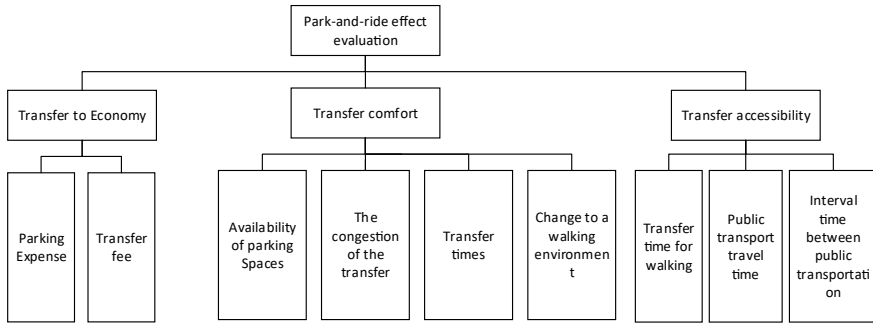 Park-and-ride effect
evaluation
Transfer to Economy
Transfer comfort
Transfer accessibility
Parking
Expense
Transfer
fee
Availability
of parking
Spaces
The
congestion
of the
transfer
Transfer
times
Change to a
walking
environmen
t
Transfer
time for
walking
Public
transport
travel
time
Interval
time
between
public
transportati
on